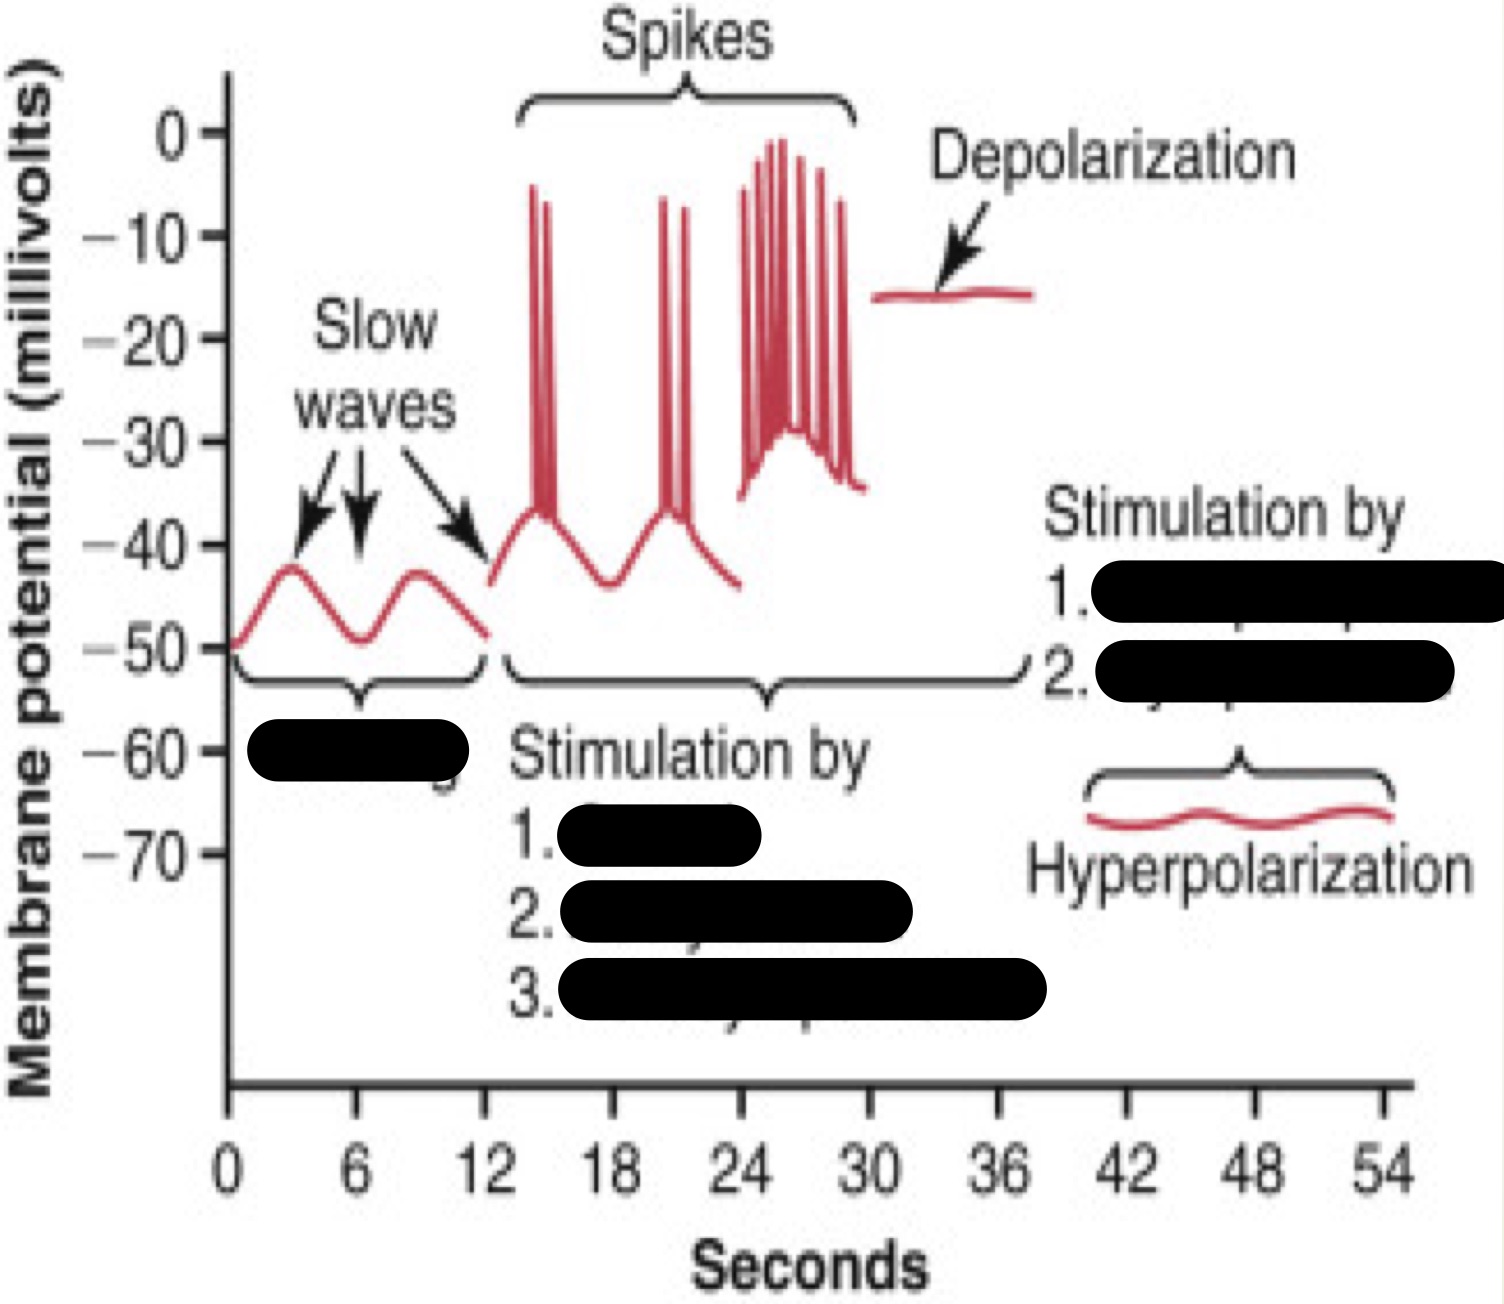 Spikes
Depolarization
Slow
waves
Membrane potential (millivolts)
0
−10
−20
−30
−40
−50
−60
−70
Stimulation by
1.
2.
Hyperpolarization
Stimulation by
1.
2.
3.
0 6 12 18 24 30 36 42 48 54
Seconds